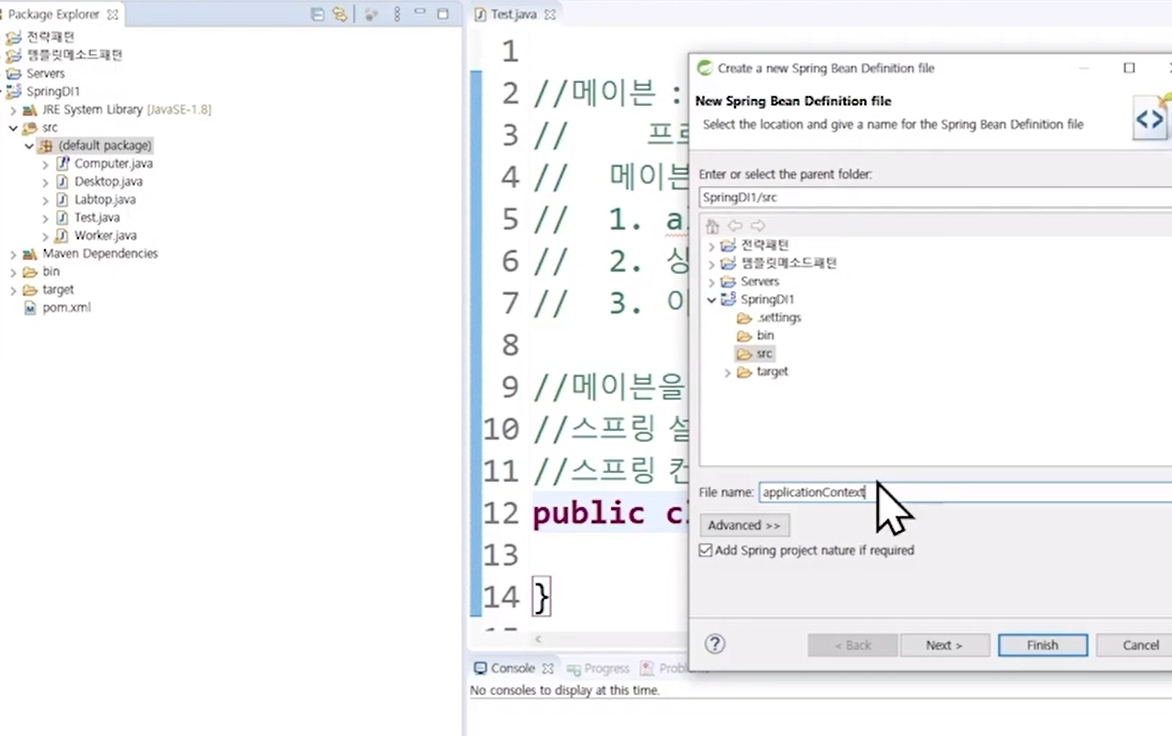 Package Explorer
전략패턴
템플릿메소드패턴
Servers
SpringDI1
JRE System Library [JavaSE-1.8]
src
(default package)
Computer.java
Desktop.java
Labtop.java
Test.java
Worker.java
Maven Dependencies
bin
target
pom.xml
Test.java
1
2 //메이븐 :
3 //
4 // 메이븐
5 // 1.
6 // 2. 상
7 // 3.
8
9 //메이븐을
10 //스프링
11 //스프링
12 public
13
14 }
Create a new Spring Bean Definition file
New Spring Bean Definition file
Select the location and give a name for the Spring Bean Definition file
Enter or select the parent folder:
SpringDI1/src
전략패턴
템플릿메소드패턴
Servers
SpringDI1
.settings
bin
src
target
File name: applicationContext
Advanced >>
Add Spring project nature if required
? < Back Next > Finish Cancel
Console Progress
No consoles to display at this time.